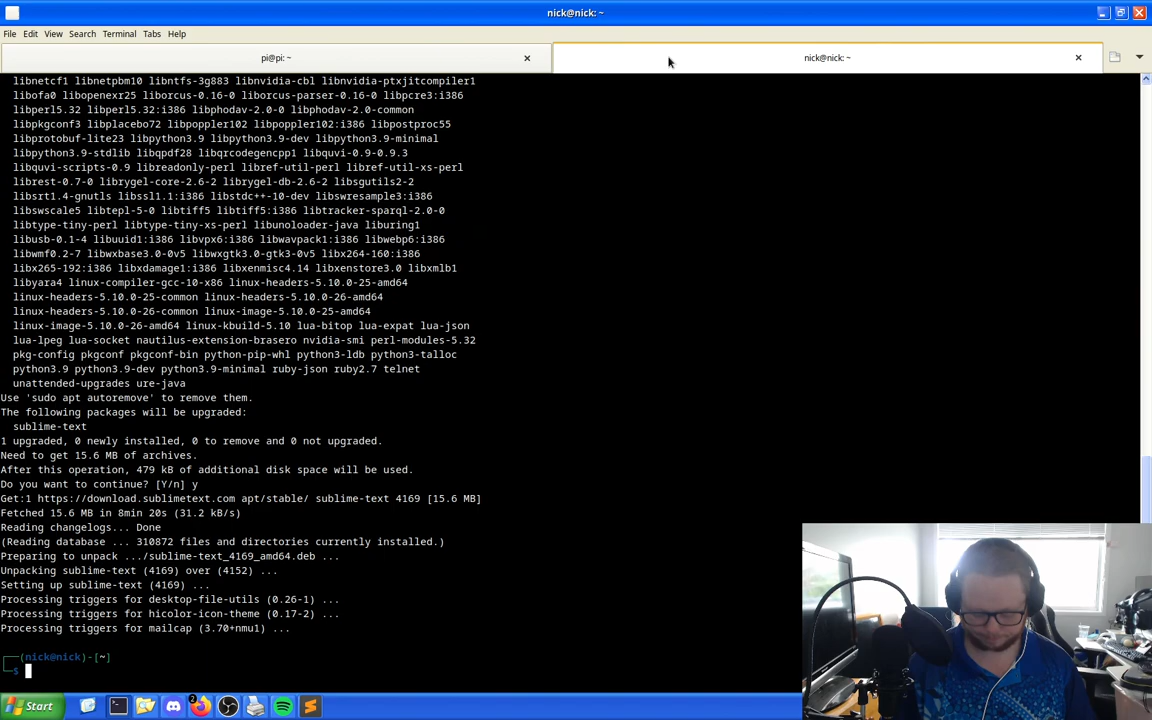 nick@nick: ~
File Edit View Search Terminal Tabs Help
pi@pi: ~
nick@nick: ~
libnetcf1 libnetpbm10 libntfs-3g883 libnvidia-cbl libnvidia-ptxjitcompiler1
libofa0 libopenexr25 liborcus-0.16-0 liborcus-parser-0.16-0 libpcre3:i386
libperl5.32 libperl5.32:i386 libphodav-2.0-0 libphodav-2.0-common
libpkgconf3 libplacebo72 libpoppler102 libpoppler102:i386 libpostproc55
libprotobuf-lite23 libpython3.9 libpython3.9-dev libpython3.9-minimal
libpython3.9-stdlib libqpdf28 libqrcodegencpp1 libquvi-0.9-0.9.3
libquvi-scripts-0.9 libreadonly-perl libref-util-perl libref-util-xs-perl
librest-0.7-0 librygel-core-2.6-2 librygel-db-2.6-2 libsgutils2-2
libsrt1.4-gnutls libssl1.1:i386 libstdc++-10-dev libswresample3:i386
libswscale5 libtepl-5-0 libtiff5 libtiff5:i386 libtracker-sparql-2.0-0
libtype-tiny-perl libtype-tiny-xs-perl libunoloader-java liburing1
libusb-0.1-4 libuuid1:i386 libvpx6:i386 libwavpack1:i386 libwebp6:i386
libwmf0.2-7 libwxbase3.0-0v5 libwxgtk3.0-gtk3-0v5 libx264-160:i386
libx265-192:i386 libxdamage1:i386 libxenmisc4.14 libxenstore3.0 libxmlb1
libyara4 linux-compiler-gcc-10-x86 linux-headers-5.10.0-25-amd64
linux-headers-5.10.0-25-common linux-headers-5.10.0-26-amd64
linux-headers-5.10.0-26-common linux-image-5.10.0-25-amd64
linux-image-5.10.0-26-amd64 linux-kbuild-5.10 lua-bitop lua-expat lua-json
lua-lpeg lua-socket nautilus-extension-brasero nvidia-smi perl-modules-5.32
pkg-config pkgconf pkgconf-bin python-pip-whl python3-ldb python3-talloc
python3.9 python3.9-dev python3.9-minimal ruby-json ruby2.7 telnet
unattended-upgrades ure-java
Use 'sudo apt autoremove' to remove them.
The following packages will be upgraded:
sublime-text
1 upgraded, 0 newly installed, 0 to remove and 0 not upgraded.
Need to get 15.6 MB of archives.
After this operation, 479 kB of additional disk space will be used.
Do you want to continue? [Y/n] y
Get:1 https://download.sublimetext.com apt/stable/ sublime-text 4169 [15.6 MB]
Fetched 15.6 MB in 8min 20s (31.2 kB/s)
Reading changelogs... Done
(Reading database ... 310872 files and directories currently installed.)
Preparing to unpack .../sublime-text_4169_amd64.deb ...
Unpacking sublime-text (4169) over (4152) ...
Setting up sublime-text (4169) ...
Processing triggers for desktop-file-utils (0.26-1) ...
Processing triggers for hicolor-icon-theme (0.17-2) ...
Processing triggers for mailcap (3.70+nmu1) ...
┌──(nick@nick)-[~]
└─$
Start
2